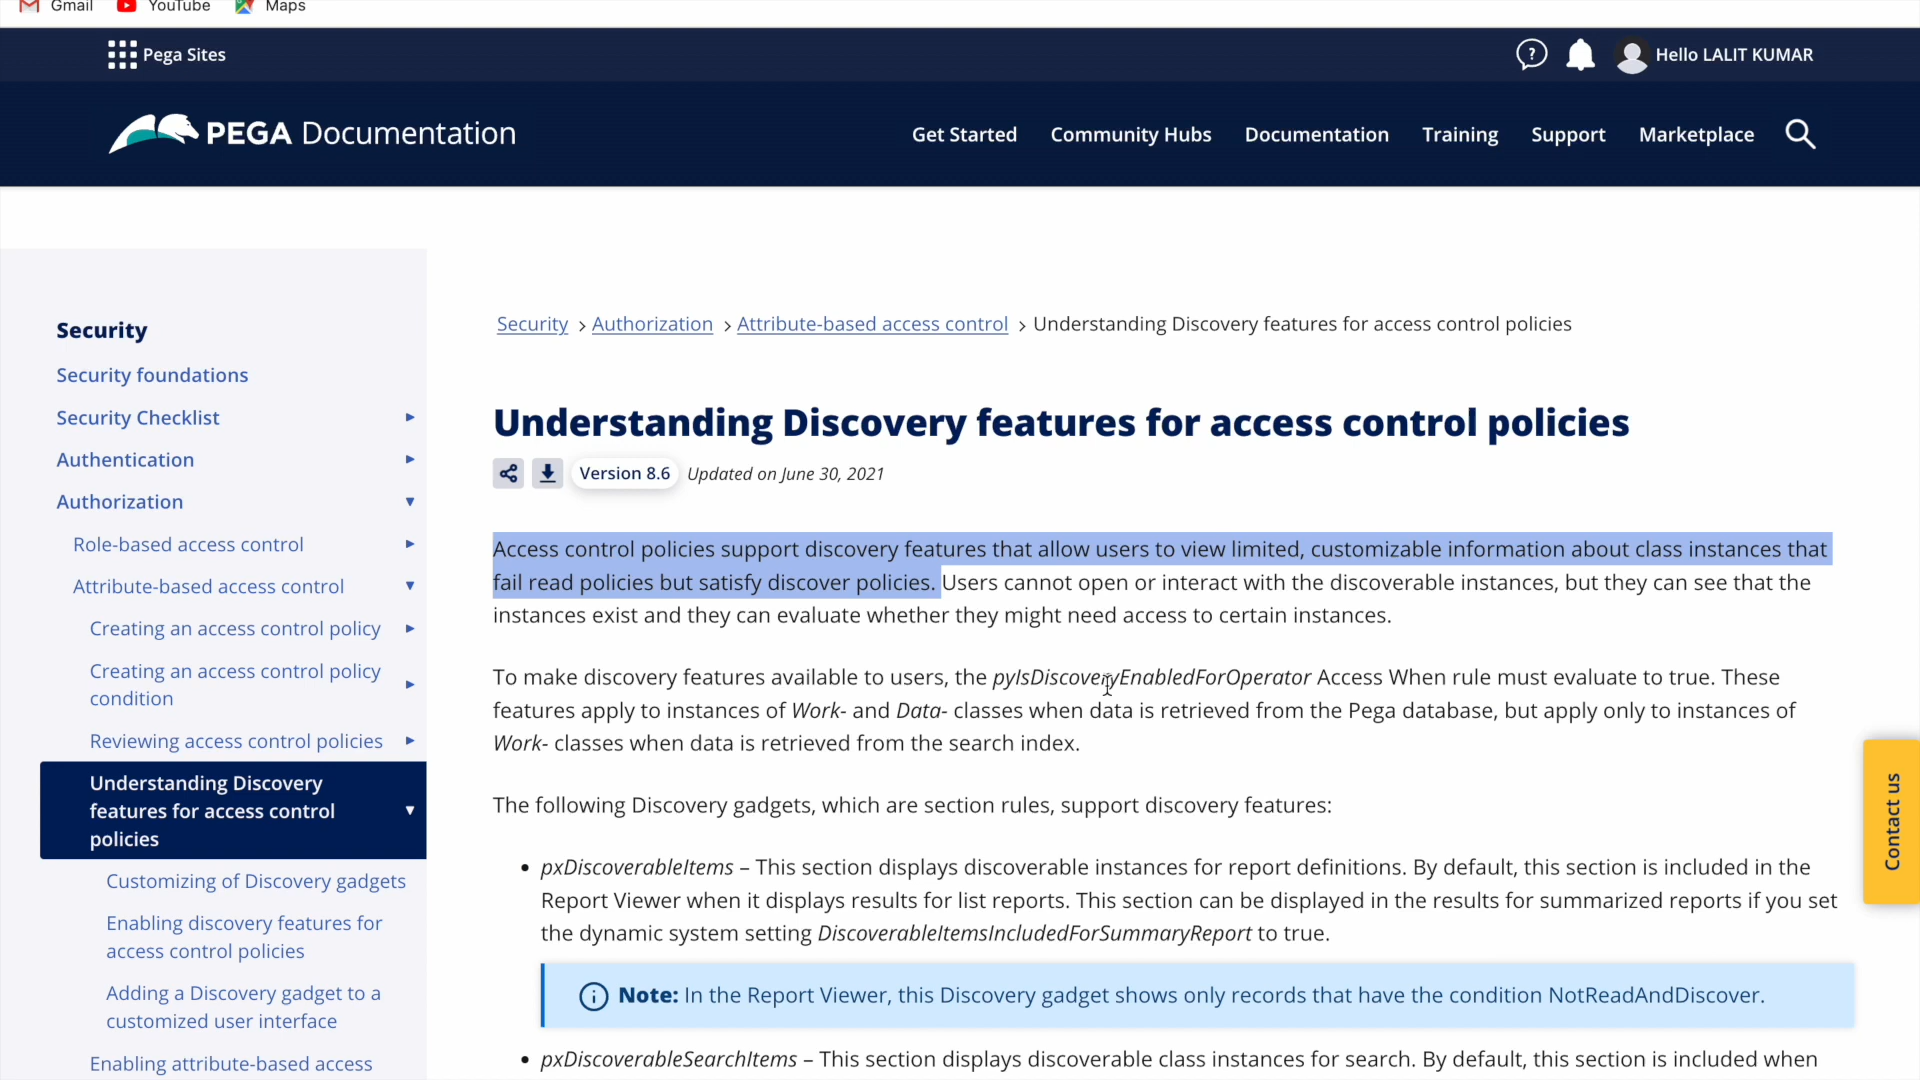 Gmail YouTube Maps
Pega Sites
Hello LALIT KUMAR
PEGA Documentation
Get Started Community Hubs Documentation Training Support Marketplace
Security
Security foundations
Security Checklist
Authentication
Authorization
Role-based access control
Attribute-based access control
Creating an access control policy
Creating an access control policy
condition
Reviewing access control policies
Understanding Discovery
features for access control
policies
Customizing of Discovery gadgets
Enabling discovery features for
access control policies
Adding a Discovery gadget to a
customized user interface
Enabling attribute-based access
Security > Authorization > Attribute-based access control > Understanding Discovery features for access control policies
Understanding Discovery features for access control policies
Version 8.6 Updated on June 30, 2021
Access control policies support discovery features that allow users to view limited, customizable information about class instances that
fail read policies but satisfy discover policies. Users cannot open or interact with the discoverable instances, but they can see that the
instances exist and they can evaluate whether they might need access to certain instances.
To make discovery features available to users, the pyIsDiscoveryEnabledForOperator Access When rule must evaluate to true. These
features apply to instances of Work- and Data- classes when data is retrieved from the Pega database, but apply only to instances of
Work- classes when data is retrieved from the search index.
The following Discovery gadgets, which are section rules, support discovery features:
• pxDiscoverableItems – This section displays discoverable instances for report definitions. By default, this section is included in the
Report Viewer when it displays results for list reports. This section can be displayed in the results for summarized reports if you set
the dynamic system setting DiscoverableItemsIncludedForSummaryReport to true.
Note: In the Report Viewer, this Discovery gadget shows only records that have the condition NotReadAndDiscover.
• pxDiscoverableSearchItems – This section displays discoverable class instances for search. By default, this section is included when
Contact us